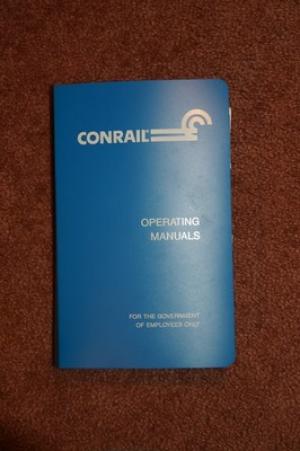 CONRAIL
OPERATING
MANUALS
FOR THE GOVERNMENT
OF EMPLOYEES ONLY